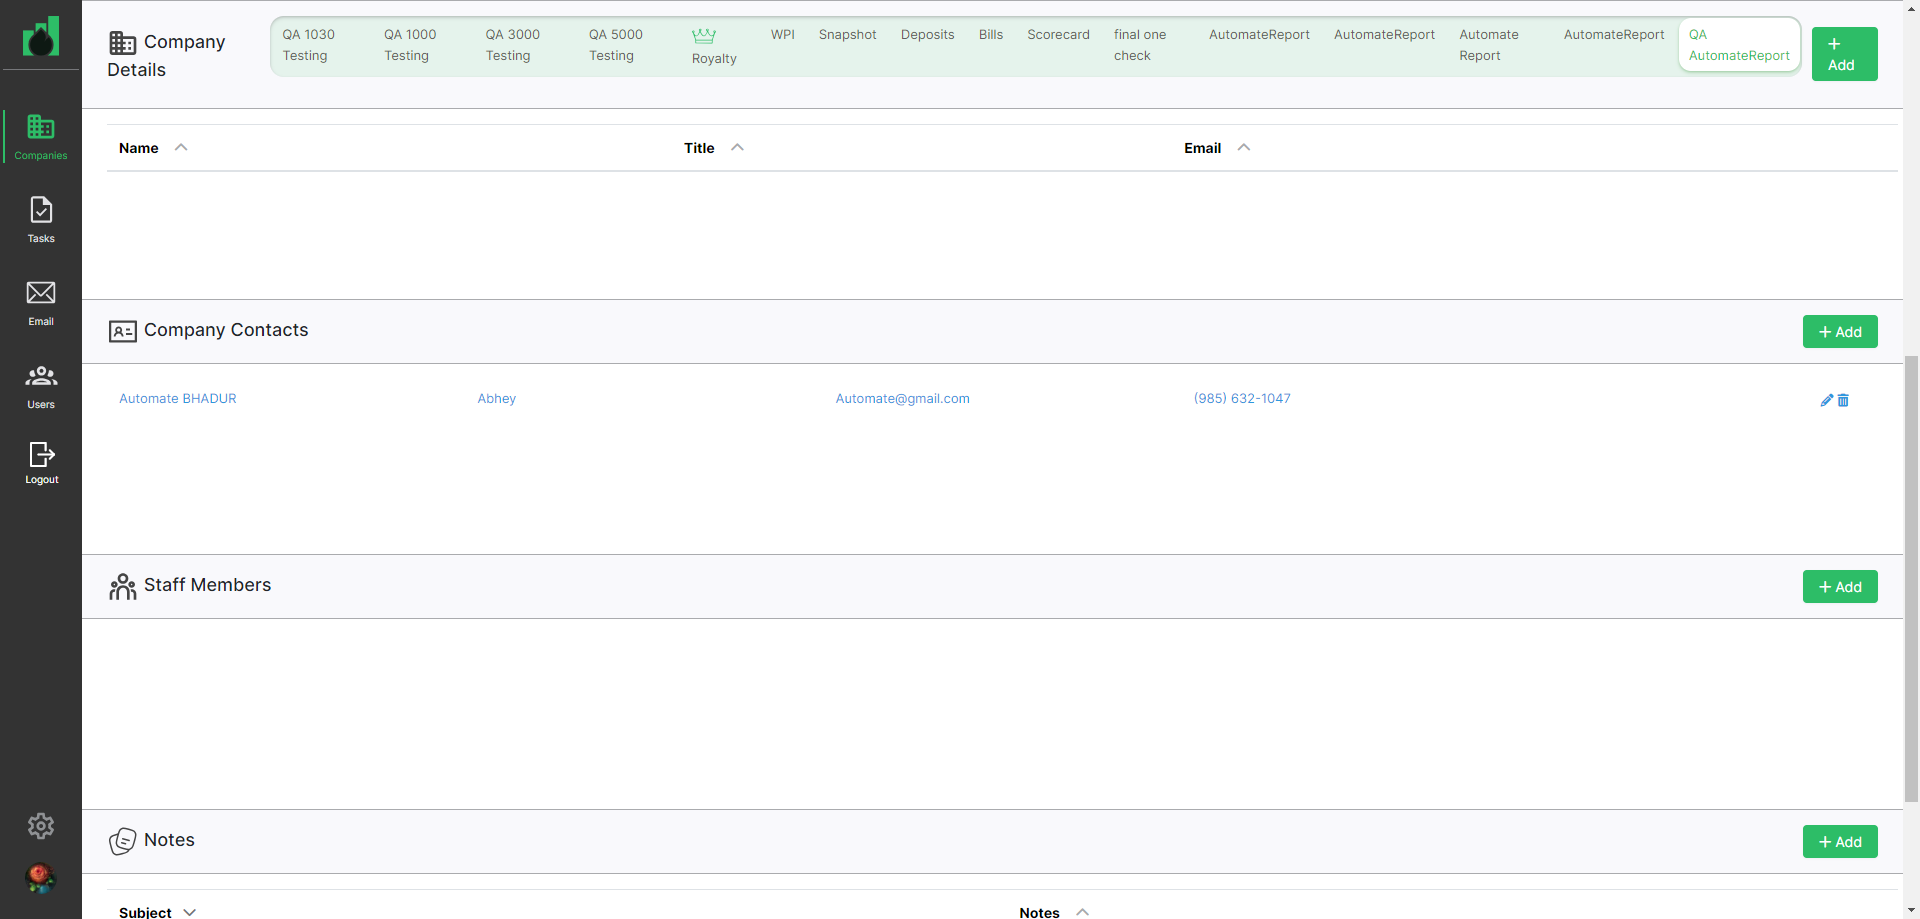 Company Details
QA 1030 Testing
QA 1000 Testing
QA 3000 Testing
QA 5000 Testing
Royalty
WPI
Snapshot
Deposits
Bills
Scorecard
final one check
AutomateReport
AutomateReport
Automate Report
AutomateReport
QA AutomateReport
+ Add
Companies
Tasks
Email
Users
Logout
Name
Title
Email
Company Contacts
+ Add
Automate BHADUR
Abhey
Automate@gmail.com
(985) 632-1047
Staff Members
+ Add
Notes
+ Add
Subject
Notes